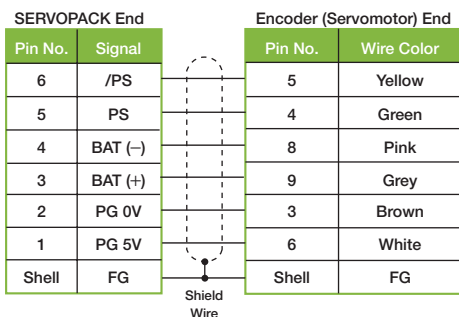 SERVOPACK End Encoder (Servomotor) End
Pin No. Signal Pin No. Wire Color
6 /PS 5 Yellow
5 PS 4 Green
4 BAT (−) 8 Pink
3 BAT (+) 9 Grey
2 PG 0V 3 Brown
1 PG 5V 6 White
Shell FG Shell FG
Shield
Wire